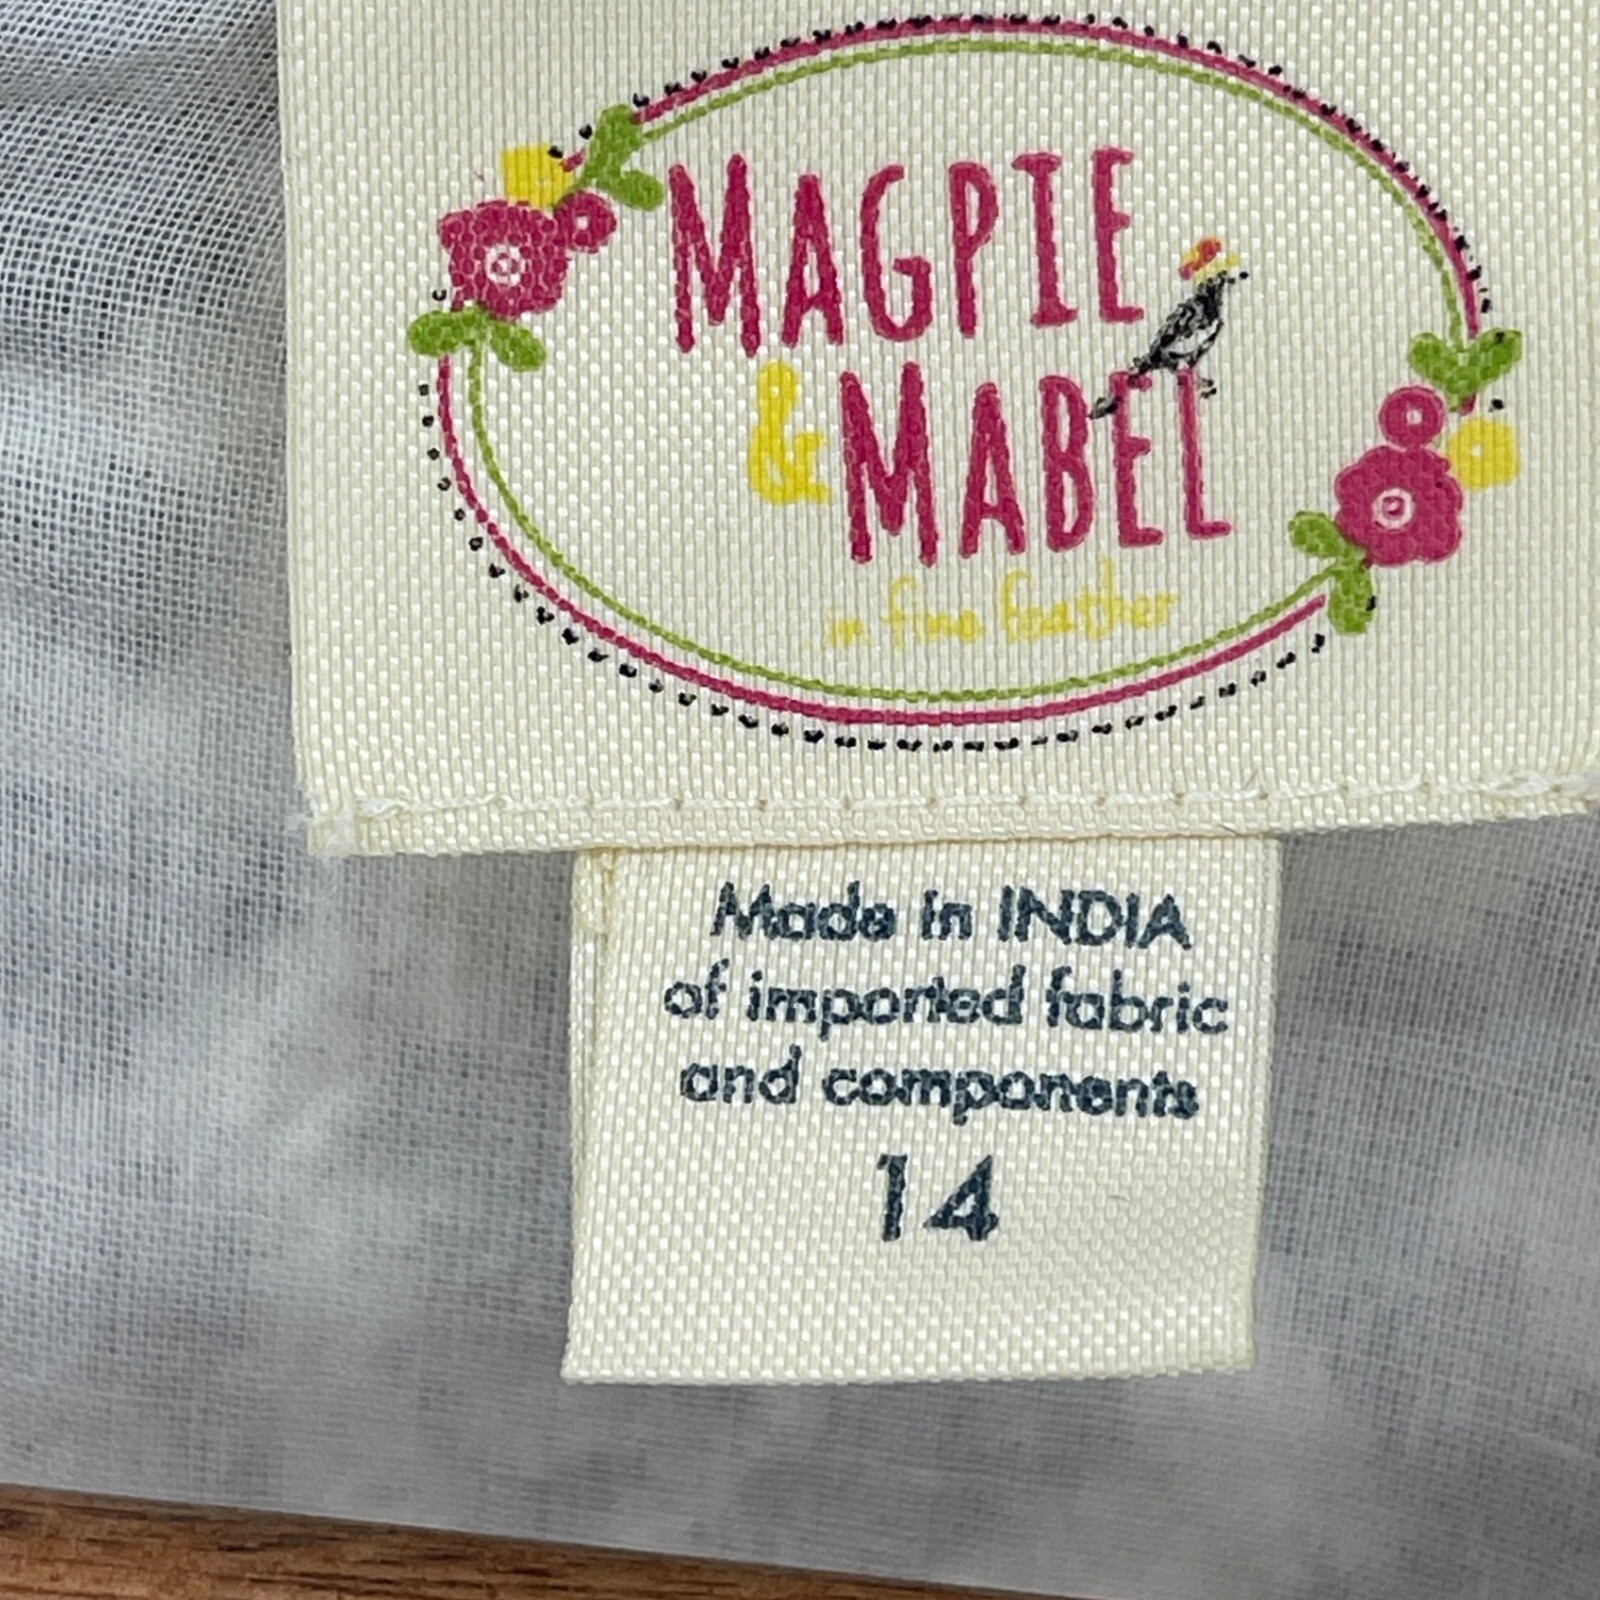 MAGPIE
& MABEL
...in fine feather
Made in INDIA
of imported fabric
and components
14